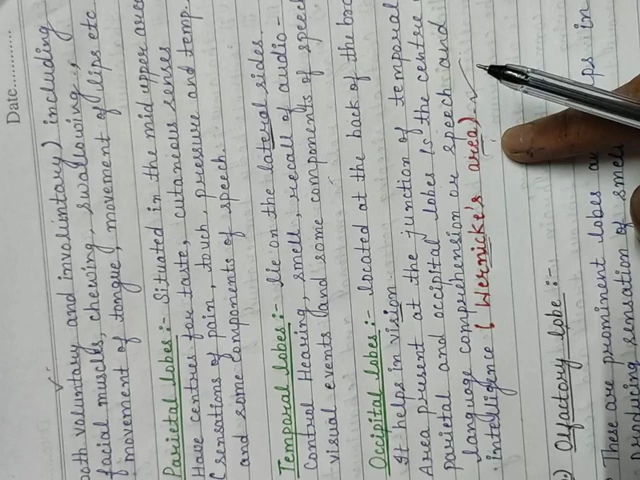 Date...........
both voluntary and involuntary) including
facial muscles, chewing, swallowing,
movement of tongue, movement of lips etc.
Parietal lobes:- Situated in the mid upper area
Have centres for taste, cutaneous senses
(sensations of pain, touch, pressure and temp.
and some components of speech.
Temporal lobes:- lie on the lateral sides.
Control Hearing, smell, recall of audio-
visual events (and some components of speech
Occipital lobes:- located at the back of the
It helps in vision
Area present at the junction of temporal
parietal and occipital lobes is the centre
language comprehension or speech and
intelligence (Wernicke's area)
) Olfactory lobe:-
These are prominent lobes ps in
producing sensation of smell